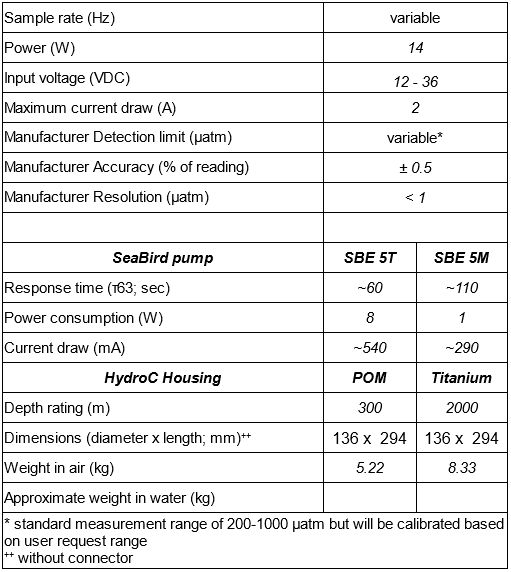 Sample rate (Hz) variable
Power (W) 14
Input voltage (VDC) 12 - 36
Maximum current draw (A) 2
Manufacturer Detection limit (µatm) variable*
Manufacturer Accuracy (% of reading) ± 0.5
Manufacturer Resolution (µatm) < 1
SeaBird pump SBE 5T SBE 5M
Response time (τ63; sec) ~60 ~110
Power consumption (W) 8 1
Current draw (mA) ~540 ~290
HydroC Housing POM Titanium
Depth rating (m) 300 2000
Dimensions (diameter x length; mm)⁺⁺ 136 x 294 136 x 294
Weight in air (kg) 5.22 8.33
Approximate weight in water (kg)
* standard measurement range of 200-1000 µatm but will be calibrated based
on user request range
⁺⁺ without connector